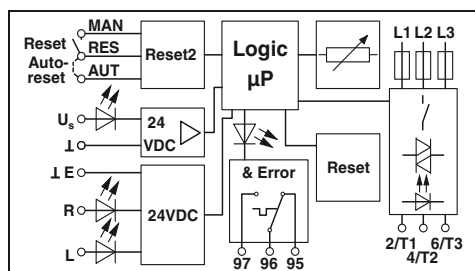 MAN
Reset
RES
Auto-
reset
AUT
Reset2
Logic
µP
L1 L2 L3
Us
⊥
24
VDC
⊥ E
R
L
24VDC
& Error
97 96 95
Reset
2/T1 6/T3
4/T2